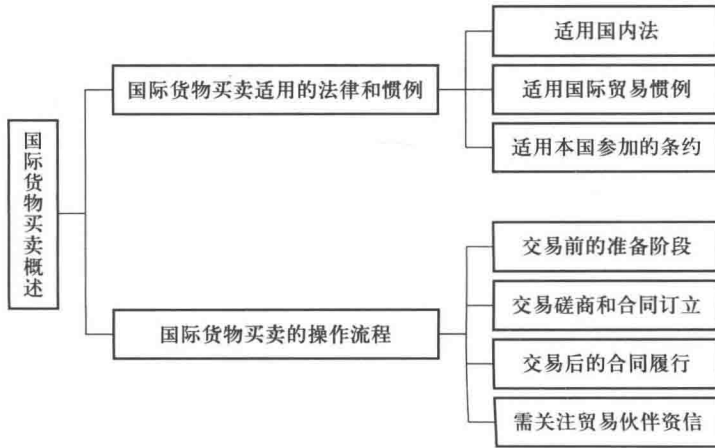 国际货物买卖概述
国际货物买卖适用的法律和惯例
适用国内法
适用国际贸易惯例
适用本国参加的条约
国际货物买卖的操作流程
交易前的准备阶段
交易磋商和合同订立
交易后的合同履行
需关注贸易伙伴资信